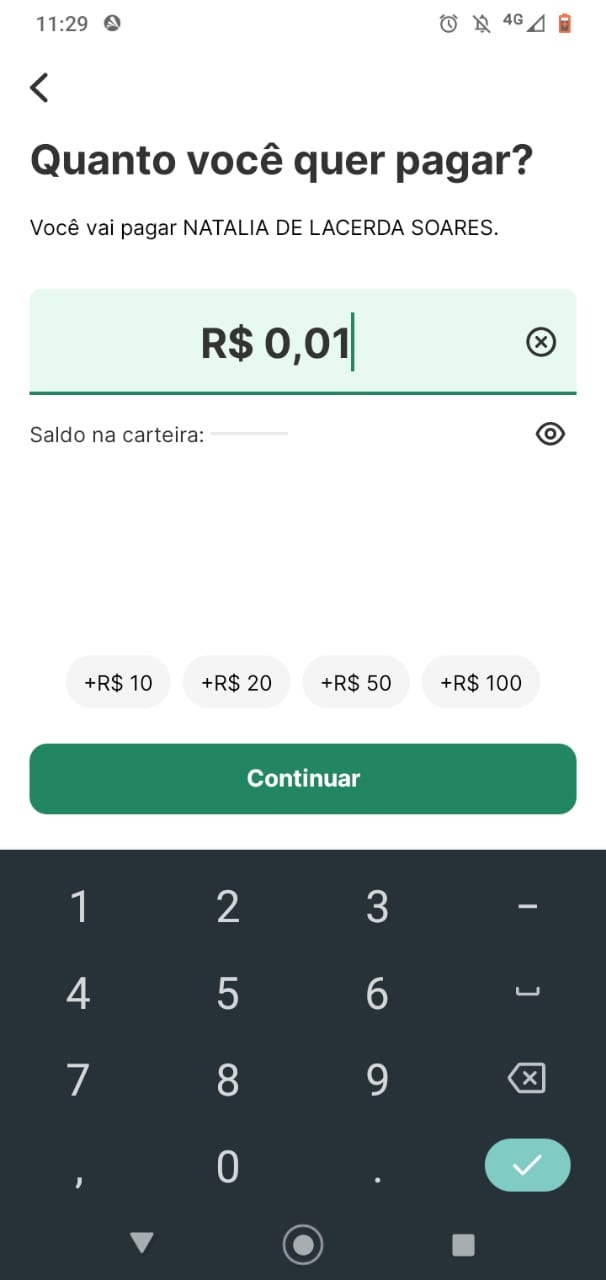 11:29
4G
Quanto você quer pagar?
Você vai pagar NATALIA DE LACERDA SOARES.
R$ 0,01
Saldo na carteira:
+R$ 10 +R$ 20 +R$ 50 +R$ 100
Continuar
1 2 3 –
4 5 6
7 8 9
, 0 .